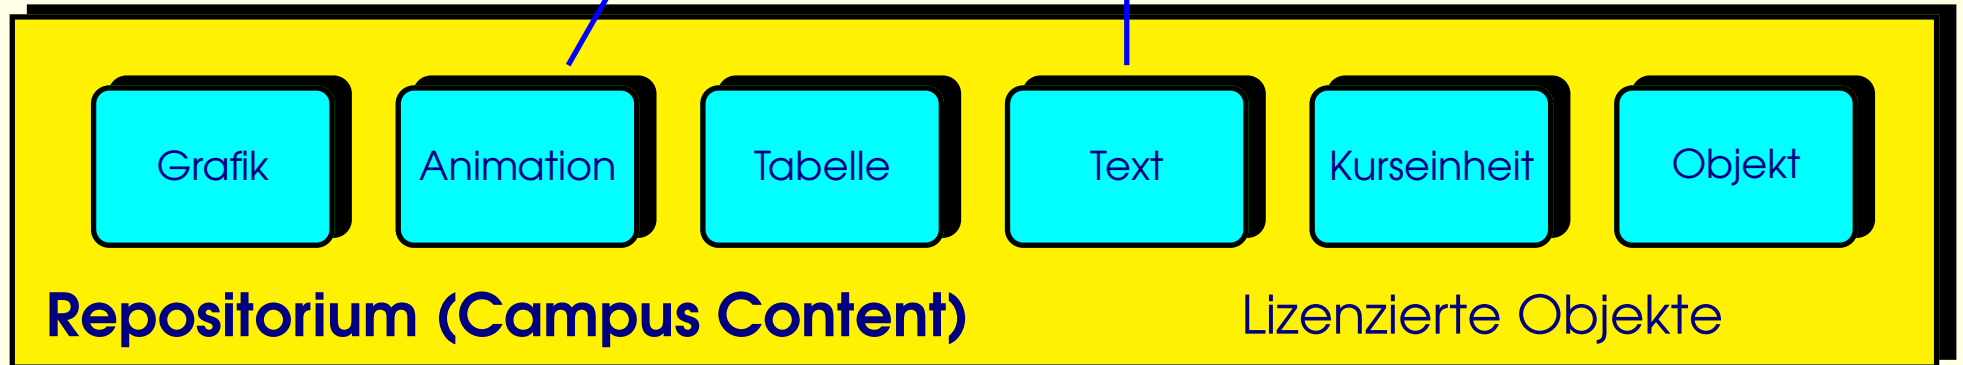 Grafik
Animation
Tabelle
Text
Kurseinheit
Objekt
Repositorium (Campus Content)
Lizenzierte Objekte